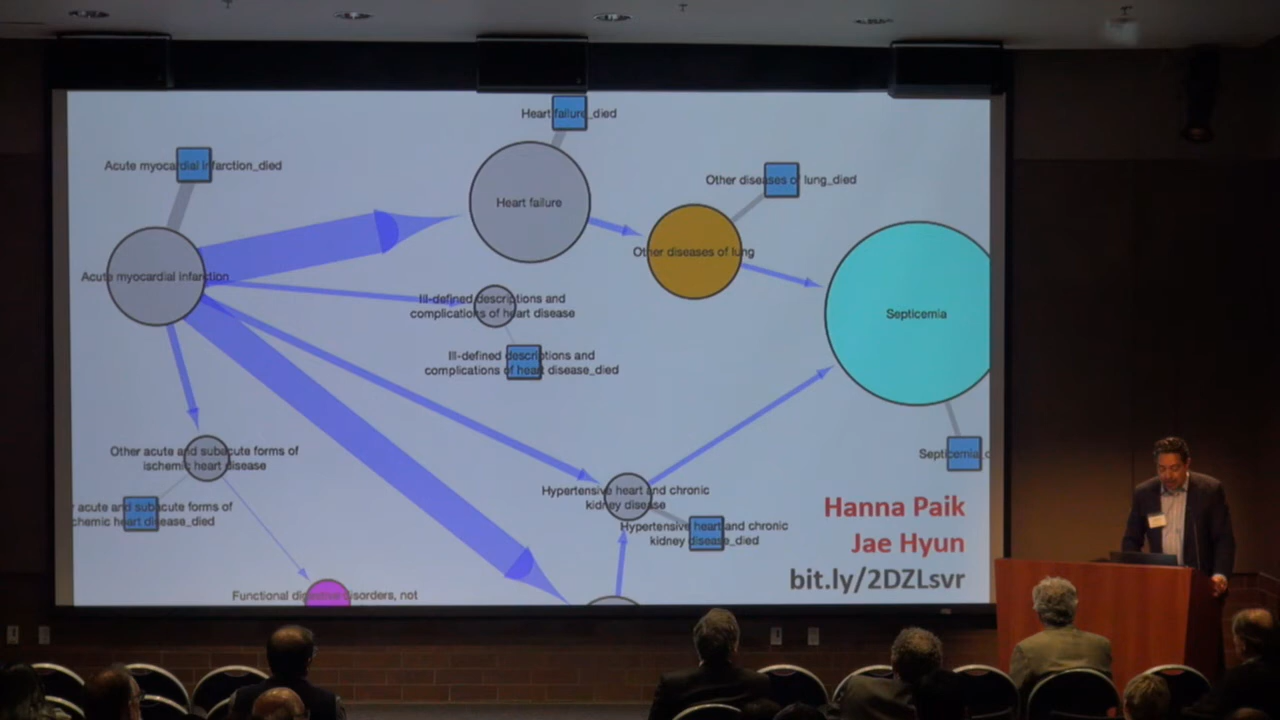 Heart failure_died
Acute myocardial infarction_died
Other diseases of lung_died
Heart failure
Other diseases of lung
Acute myocardial infarction
Ill-defined descriptions and
complications of heart disease
Septicemia
Ill-defined descriptions and
complications of heart disease_died
Other acute and subacute forms of
ischemic heart disease
Septicemia_d
Hypertensive heart and chronic
kidney disease
acute and subacute forms of
chemic heart disease_died
Hypertensive heart and chronic
kidney disease_died
Hanna Paik
Jae Hyun
bit.ly/2DZLsvr
Functional digestive disorders, not